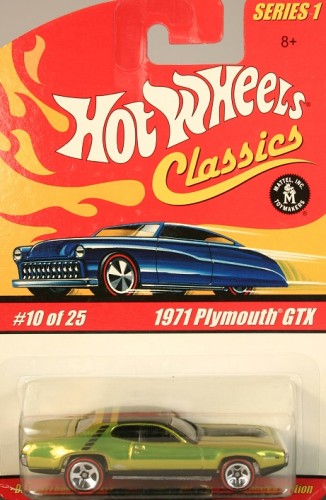 SERIES 1
8+
Hot Wheels
Classics
MATTEL, INC.
M
TOYMAKERS
#10 of 25
1971 Plymouth® GTX